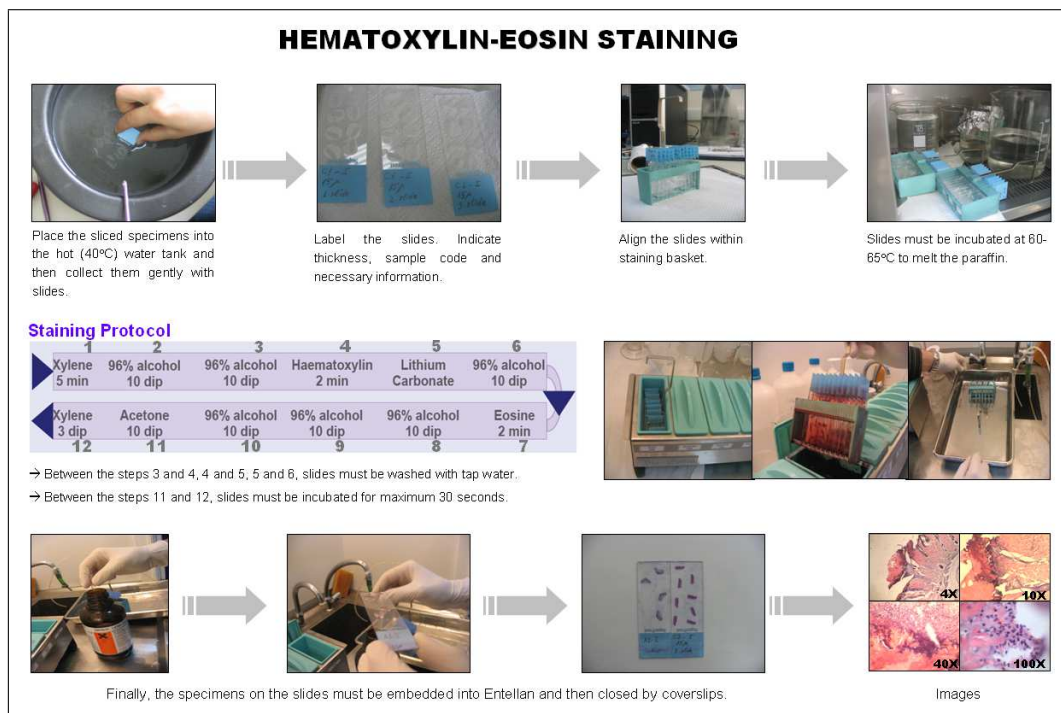 HEMATOXYLIN-EOSIN STAINING
Place the sliced specimens into
the hot (40ºC) water tank and
then collect them gently with
slides.
Label the slides. Indicate
thickness, sample code and
necessary information.
Align the slides within
staining basket.
Slides must be incubated at 60-
65ºC to melt the paraffin.
Staining Protocol
1 2 3 4 5 6
Xylene 96% alcohol 96% alcohol Haematoxylin Lithium 96% alcohol
5 min 10 dip 10 dip 2 min Carbonate 10 dip
Xylene Acetone 96% alcohol 96% alcohol 96% alcohol Eosine
3 dip 10 dip 10 dip 10 dip 10 dip 2 min
12 11 10 9 8 7
→ Between the steps 3 and 4, 4 and 5, 5 and 6, slides must be washed with tap water.
→ Between the steps 11 and 12, slides must be incubated for maximum 30 seconds.
4X 10X
40X 100X
Finally, the specimens on the slides must be embedded into Entellan and then closed by coverslips.
Images